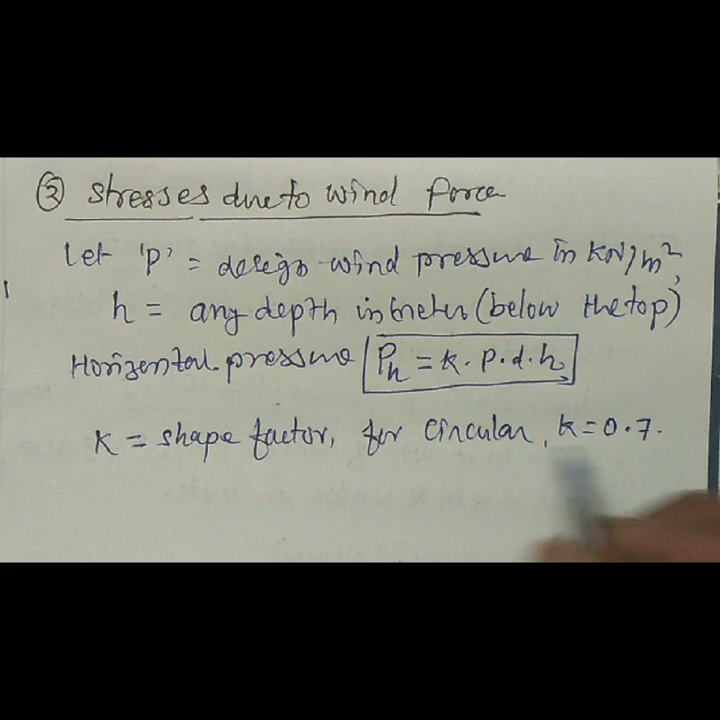 ② Stresses due to wind force
Let 'p' = design wind pressure in kN/m²,
h = any depth in meter (below the top)
Horizontal pressure Pₕ = k.p.d.h
K = shape factor, for circular, k=0.7.